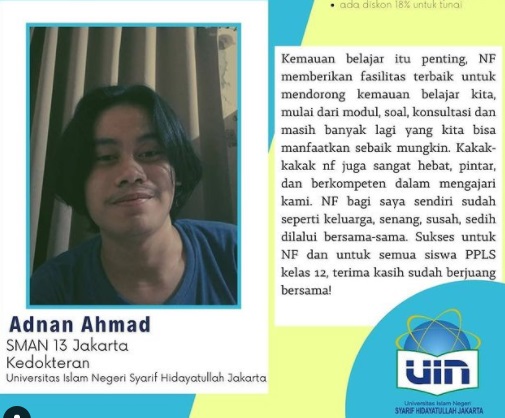 ada diskon 18% untuk tunai
Kemauan belajar itu penting, NF
memberikan fasilitas terbaik untuk
mendorong kemauan belajar kita,
mulai dari modul, soal, konsultasi dan
masih banyak lagi yang kita bisa
manfaatkan sebaik mungkin. Kakak-
kakak nf juga sangat hebat, pintar,
dan berkompeten dalam mengajari
kami. NF bagi saya sendiri sudah
seperti keluarga, senang, susah, sedih
dilalui bersama-sama. Sukses untuk
NF dan untuk semua siswa PPLS
kelas 12, terima kasih sudah berjuang
bersama!
Adnan Ahmad
SMAN 13 Jakarta
Kedokteran
Universitas Islam Negeri Syarif Hidayatullah Jakarta
uin
Universitas Islam Negeri
SYARIF HIDAYATULLAH JAKARTA